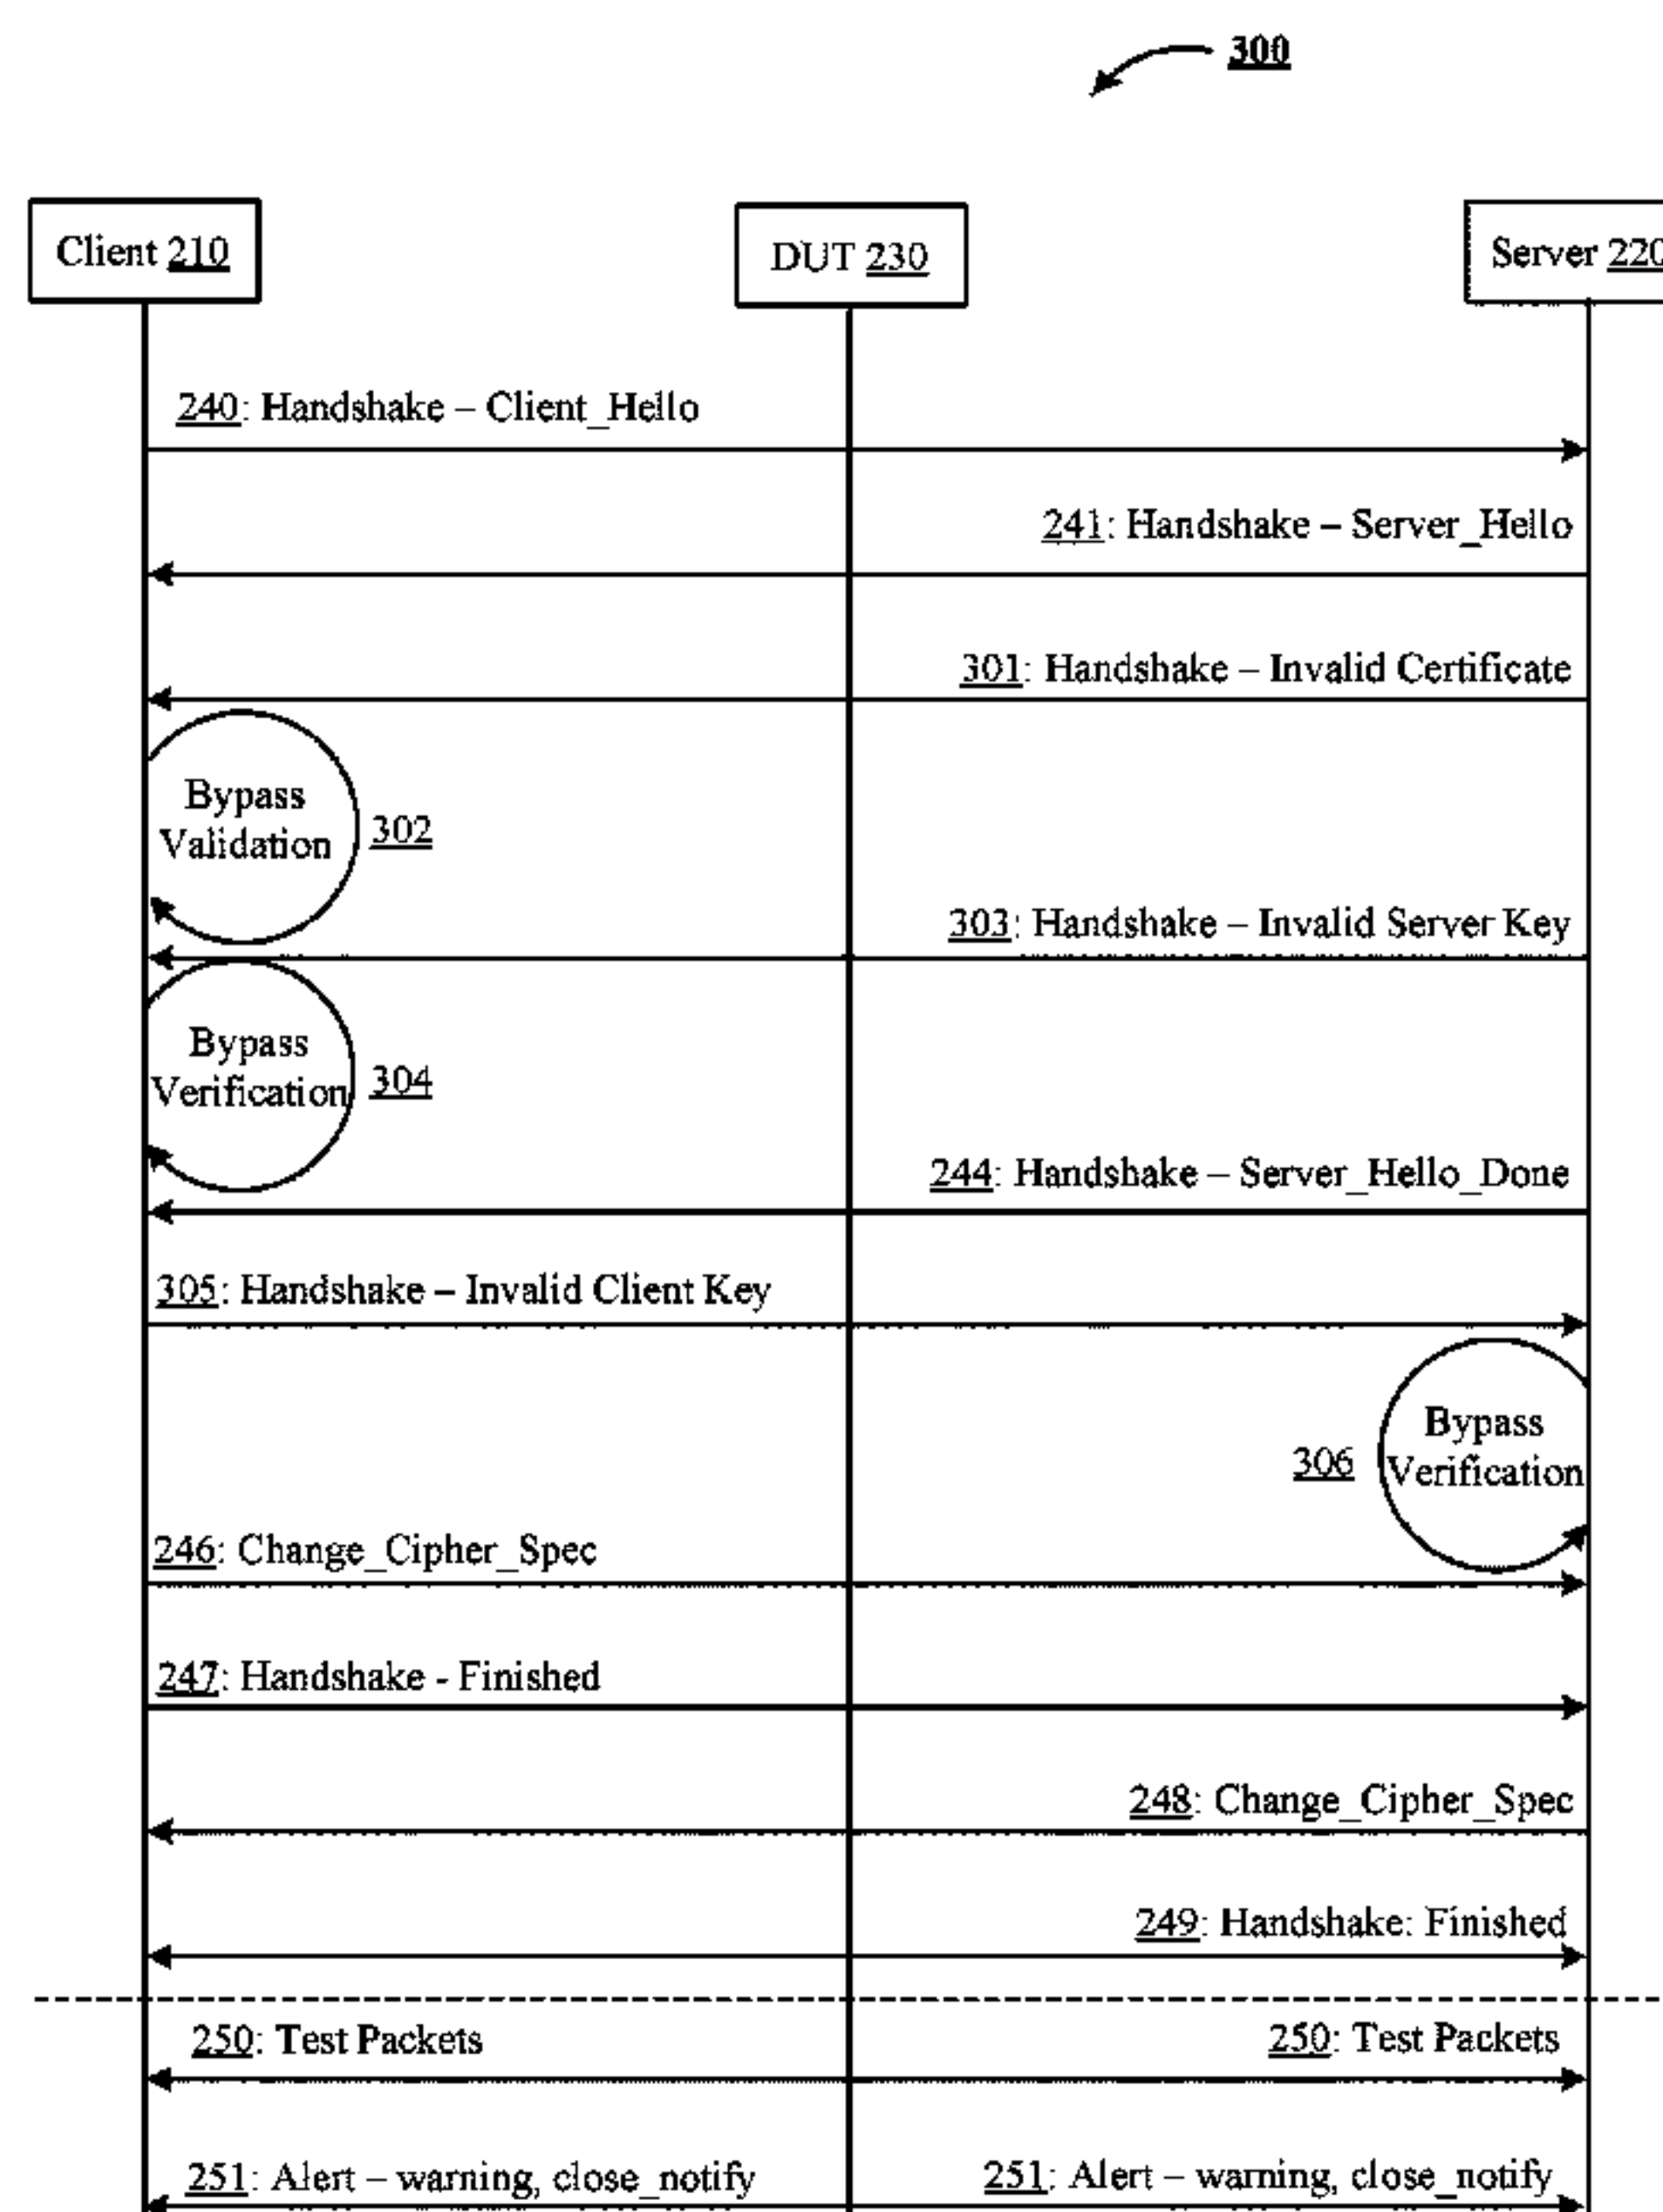 300
Client 210
DUT 230
Server 220
240: Handshake – Client_Hello
241: Handshake – Server_Hello
301: Handshake – Invalid Certificate
Bypass
Validation
302
303: Handshake – Invalid Server Key
Bypass
Verification
304
244: Handshake – Server_Hello_Done
305: Handshake – Invalid Client Key
Bypass
Verification
306
246: Change_Cipher_Spec
247: Handshake - Finished
248: Change_Cipher_Spec
249: Handshake: Finished
250: Test Packets
250: Test Packets
251: Alert – warning, close_notify
251: Alert – warning, close_notify